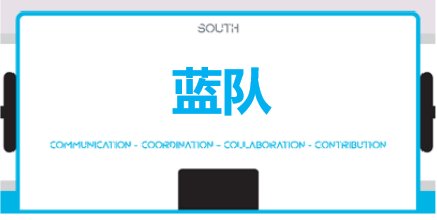 SOUTH
蓝队
COMMUNICATION - COORDINATION - COULABORATION - CONTRIBUTION